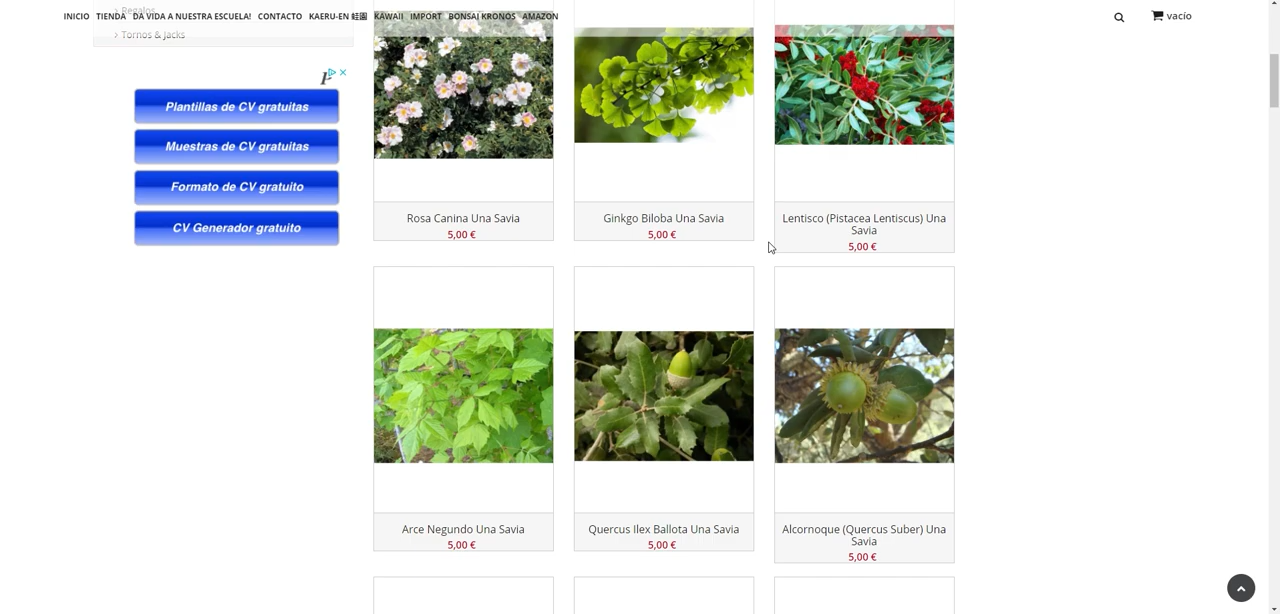 Regalos
INICIO TIENDA DA VIDA A NUESTRA ESCUELA! CONTACTO KAERU-EN 蛙園 KAWAII IMPORT BONSAI KRONOS AMAZON
vacío
Tornos & Jacks
Plantillas de CV gratuitas
Muestras de CV gratuitas
Formato de CV gratuito
CV Generador gratuito
Rosa Canina Una Savia
5,00 €
Ginkgo Biloba Una Savia
5,00 €
Lentisco (Pistacea Lentiscus) Una
Savia
5,00 €
Arce Negundo Una Savia
5,00 €
Quercus Ilex Ballota Una Savia
5,00 €
Alcornoque (Quercus Suber) Una
Savia
5,00 €